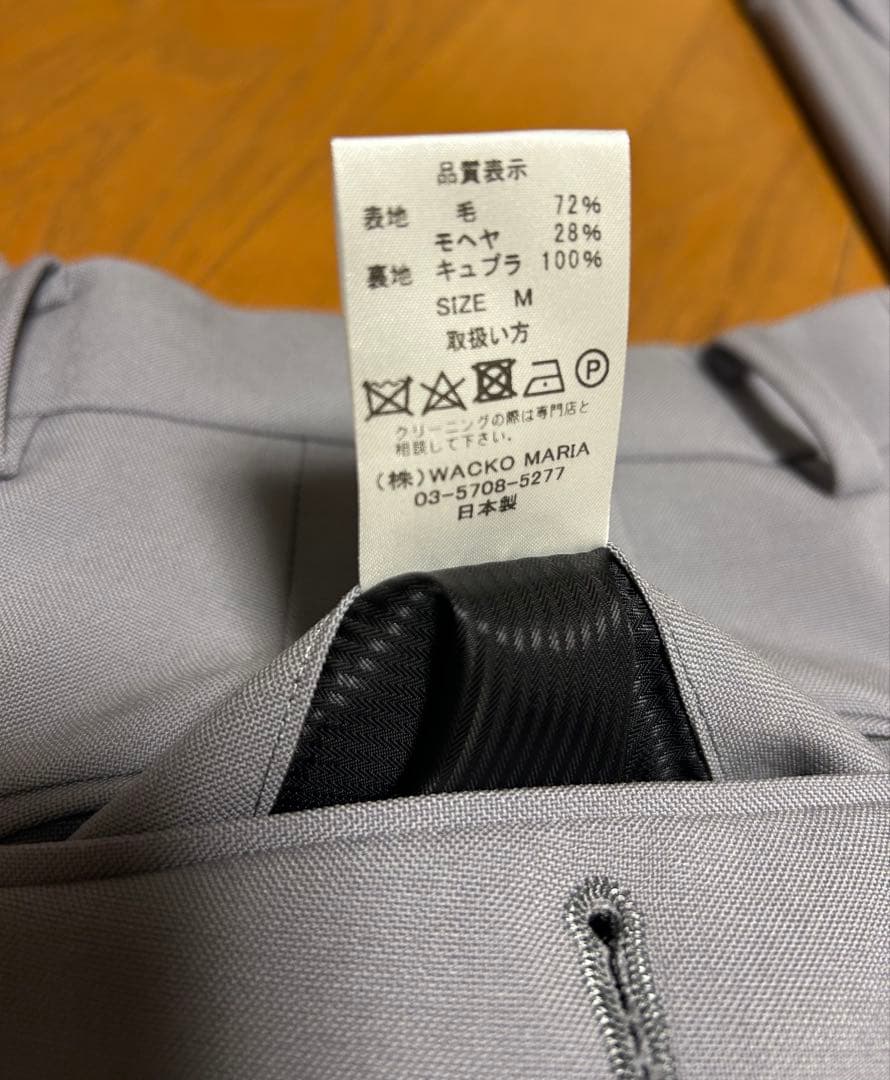 品質表示
表地 毛 72%
モヘヤ 28%
裏地 キュプラ 100%
SIZE M
取扱い方
P
クリーニングの際は専門店と
相談して下さい。
(株)WACKO MARIA
03-5708-5277
日本製